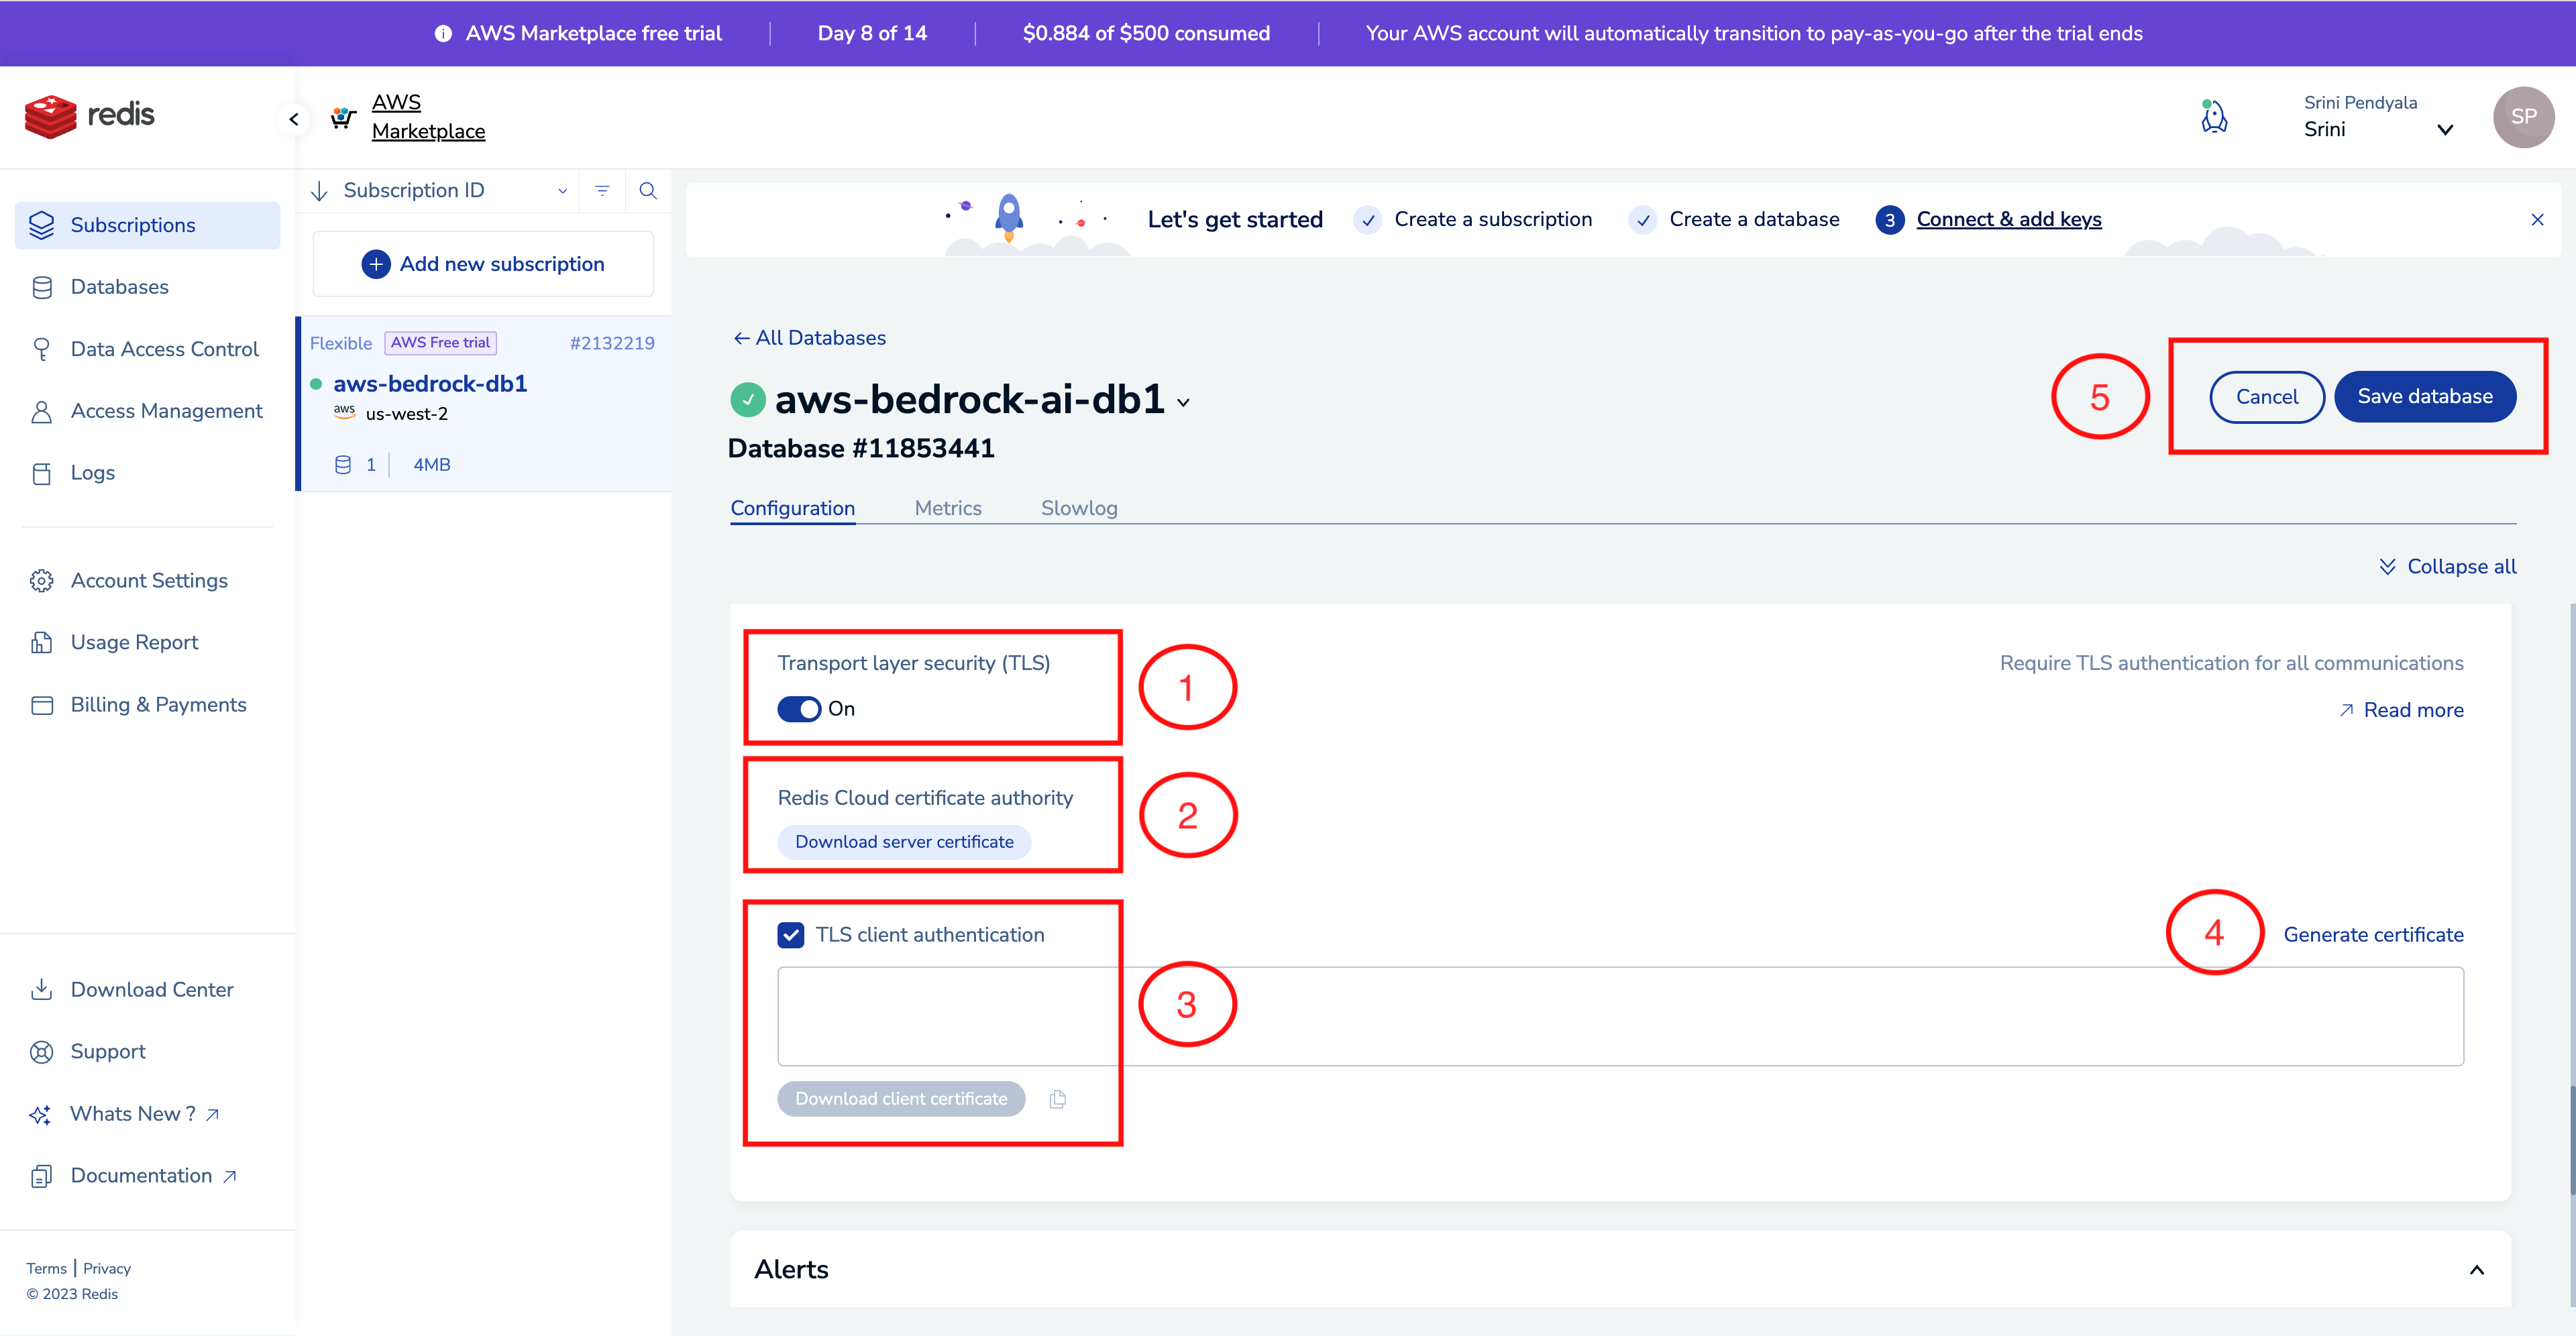 AWS Marketplace free trial | Day 8 of 14 | $0.884 of $500 consumed | Your AWS account will automatically transition to pay-as-you-go after the trial ends
redis
AWS
Marketplace
Srini Pendyala
Srini
SP
Subscriptions
Databases
Data Access Control
Access Management
Logs
Account Settings
Usage Report
Billing & Payments
Download Center
Support
Whats New ?
Documentation
Terms | Privacy
© 2023 Redis
Subscription ID
Add new subscription
Flexible AWS Free trial #2132219
aws-bedrock-db1
aws us-west-2
1 | 4MB
Let's get started Create a subscription Create a database 3 Connect & add keys
All Databases
aws-bedrock-ai-db1
Database #11853441
5 Cancel Save database
Configuration Metrics Slowlog
Collapse all
Transport layer security (TLS)
On
1
Require TLS authentication for all communications
Read more
Redis Cloud certificate authority
Download server certificate
2
TLS client authentication
4 Generate certificate
3
Download client certificate
Alerts